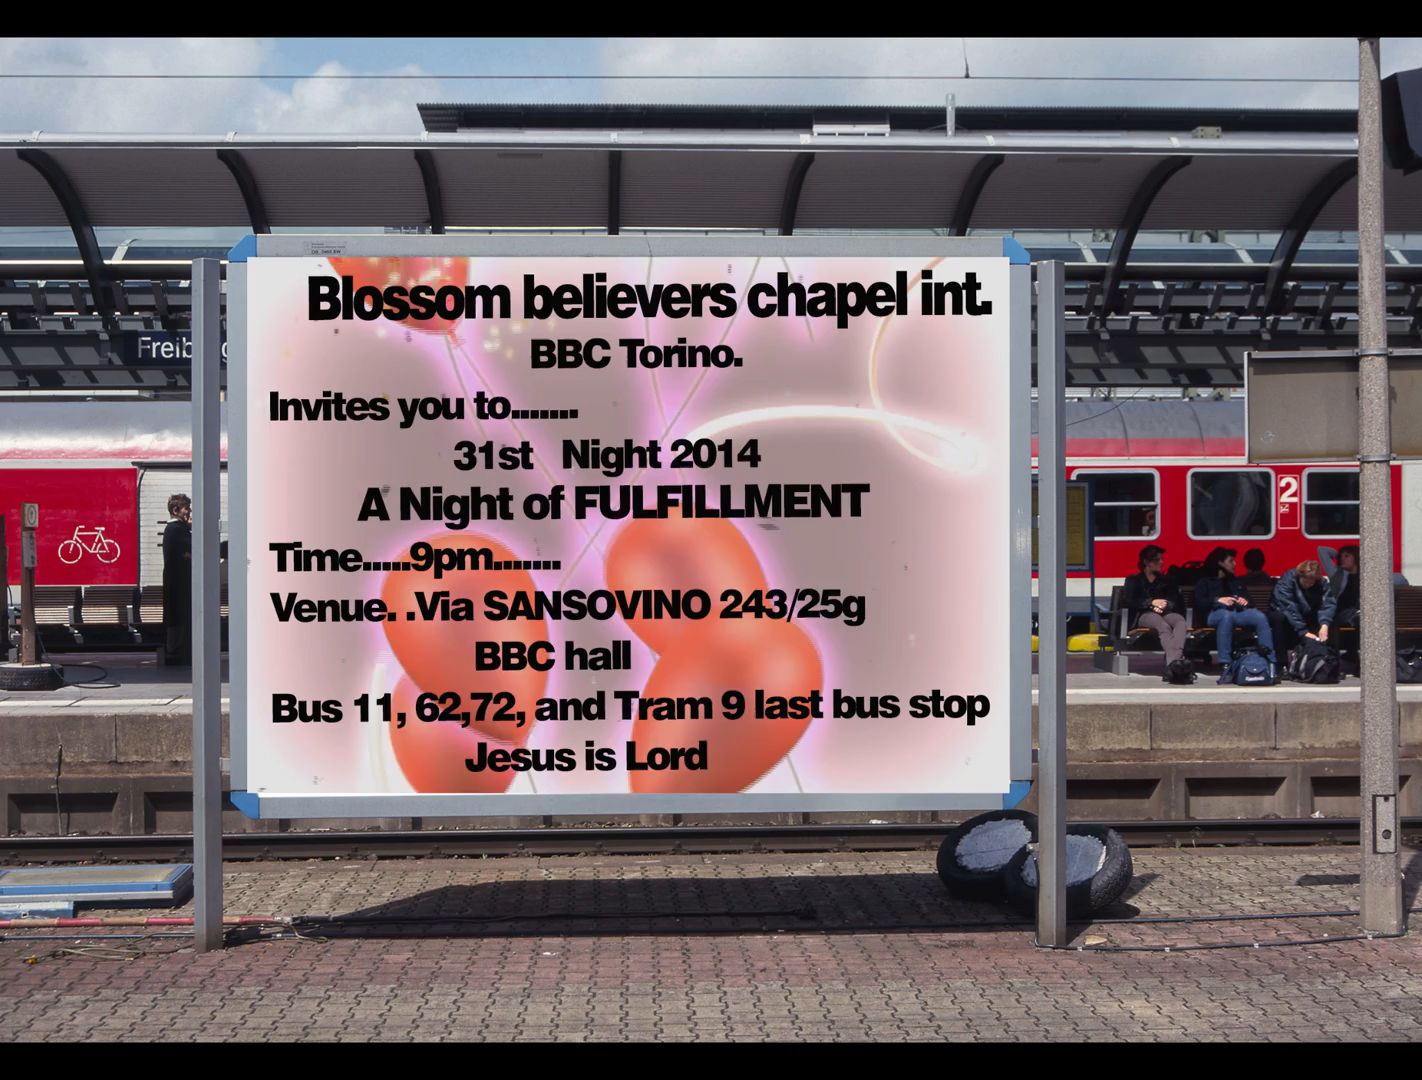 Blossom believers chapel int.
BBC Torino.
Invites you to.......
31st Night 2014
A Night of FULFILLMENT
Time.....9pm.......
Venue. .Via SANSOVINO 243/25g
BBC hall
Bus 11, 62,72, and Tram 9 last bus stop
Jesus is Lord
2